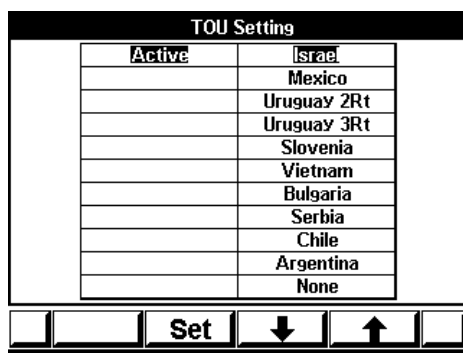 TOU Setting
Active Israel
Mexico
Uruguay 2Rt
Uruguay 3Rt
Slovenia
Vietnam
Bulgaria
Serbia
Chile
Argentina
None
Set